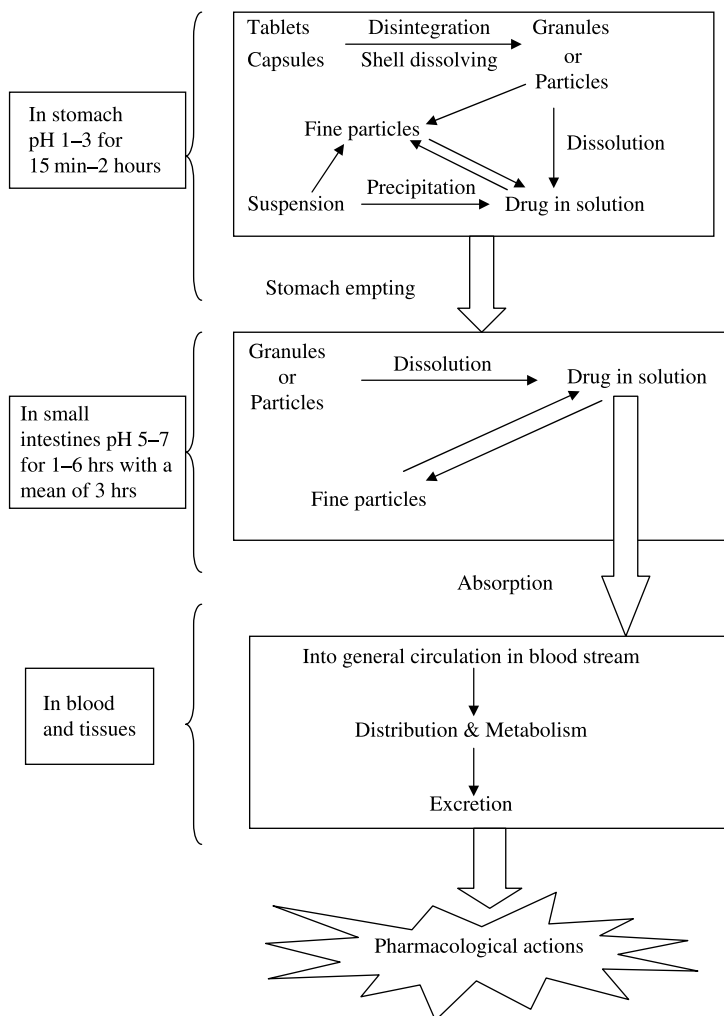 Tablets
Disintegration
Granules
Capsules
Shell dissolving
or
Particles
In stomach
pH 1–3 for
15 min–2 hours
Fine particles
Dissolution
Precipitation
Suspension
Drug in solution
Stomach empting
Granules
or
Particles
Dissolution
Drug in solution
In small
intestines pH 5–7
for 1–6 hrs with a
mean of 3 hrs
Fine particles
Absorption
Into general circulation in blood stream
In blood
and tissues
Distribution & Metabolism
Excretion
Pharmacological actions